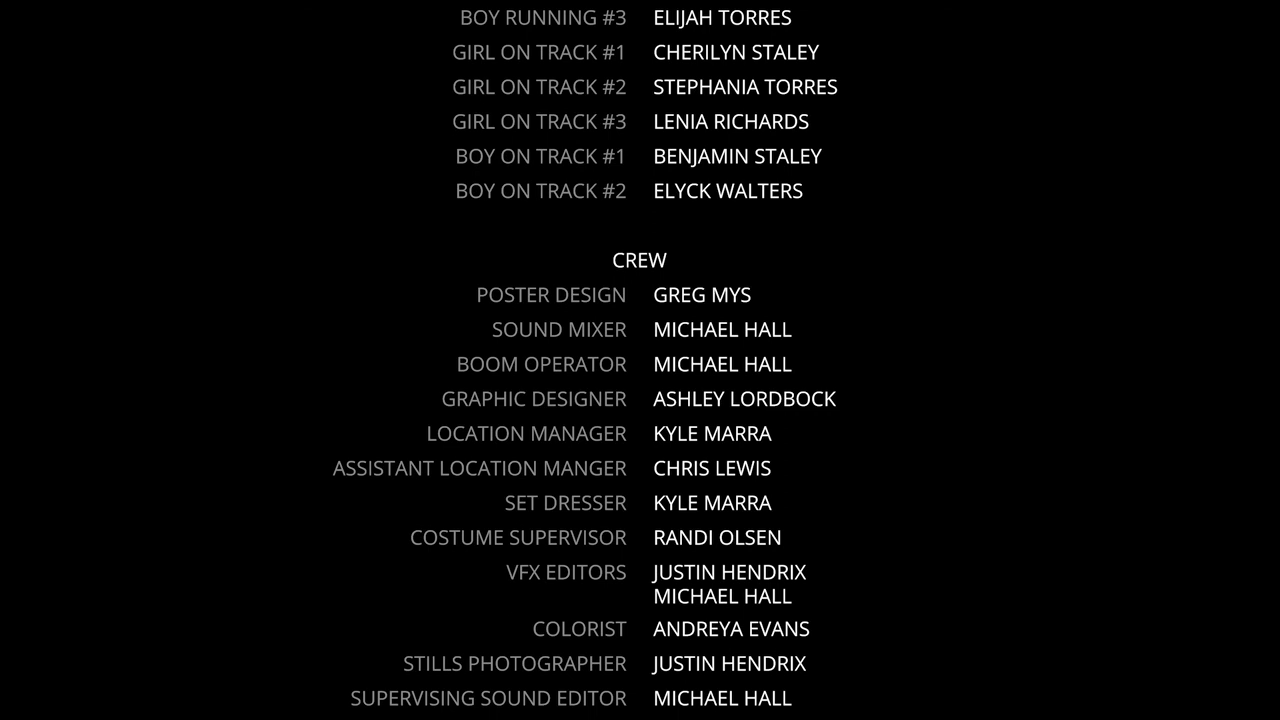 BOY RUNNING #3 ELIJAH TORRES
GIRL ON TRACK #1 CHERILYN STALEY
GIRL ON TRACK #2 STEPHANIA TORRES
GIRL ON TRACK #3 LENIA RICHARDS
BOY ON TRACK #1 BENJAMIN STALEY
BOY ON TRACK #2 ELYCK WALTERS
CREW
POSTER DESIGN GREG MYS
SOUND MIXER MICHAEL HALL
BOOM OPERATOR MICHAEL HALL
GRAPHIC DESIGNER ASHLEY LORDBOCK
LOCATION MANAGER KYLE MARRA
ASSISTANT LOCATION MANGER CHRIS LEWIS
SET DRESSER KYLE MARRA
COSTUME SUPERVISOR RANDI OLSEN
VFX EDITORS JUSTIN HENDRIX
MICHAEL HALL
COLORIST ANDREYA EVANS
STILLS PHOTOGRAPHER JUSTIN HENDRIX
SUPERVISING SOUND EDITOR MICHAEL HALL